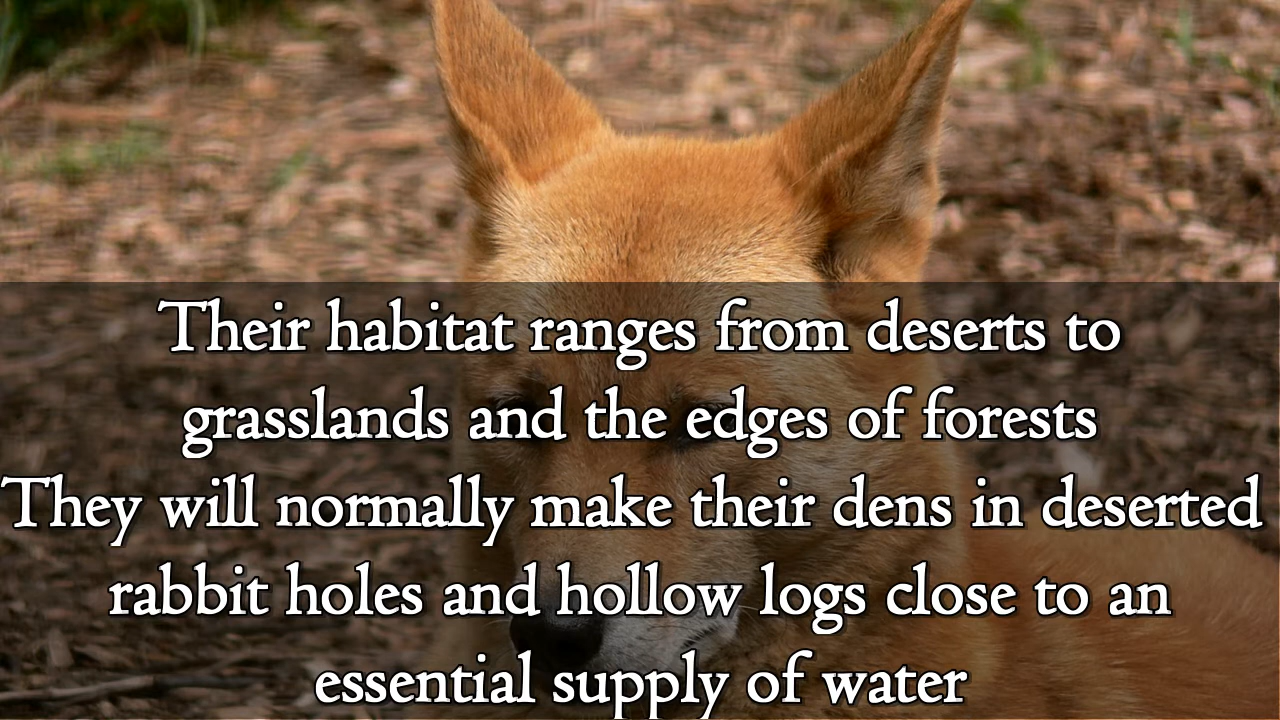 Their habitat ranges from deserts to
grasslands and the edges of forests
They will normally make their dens in deserted
rabbit holes and hollow logs close to an
essential supply of water